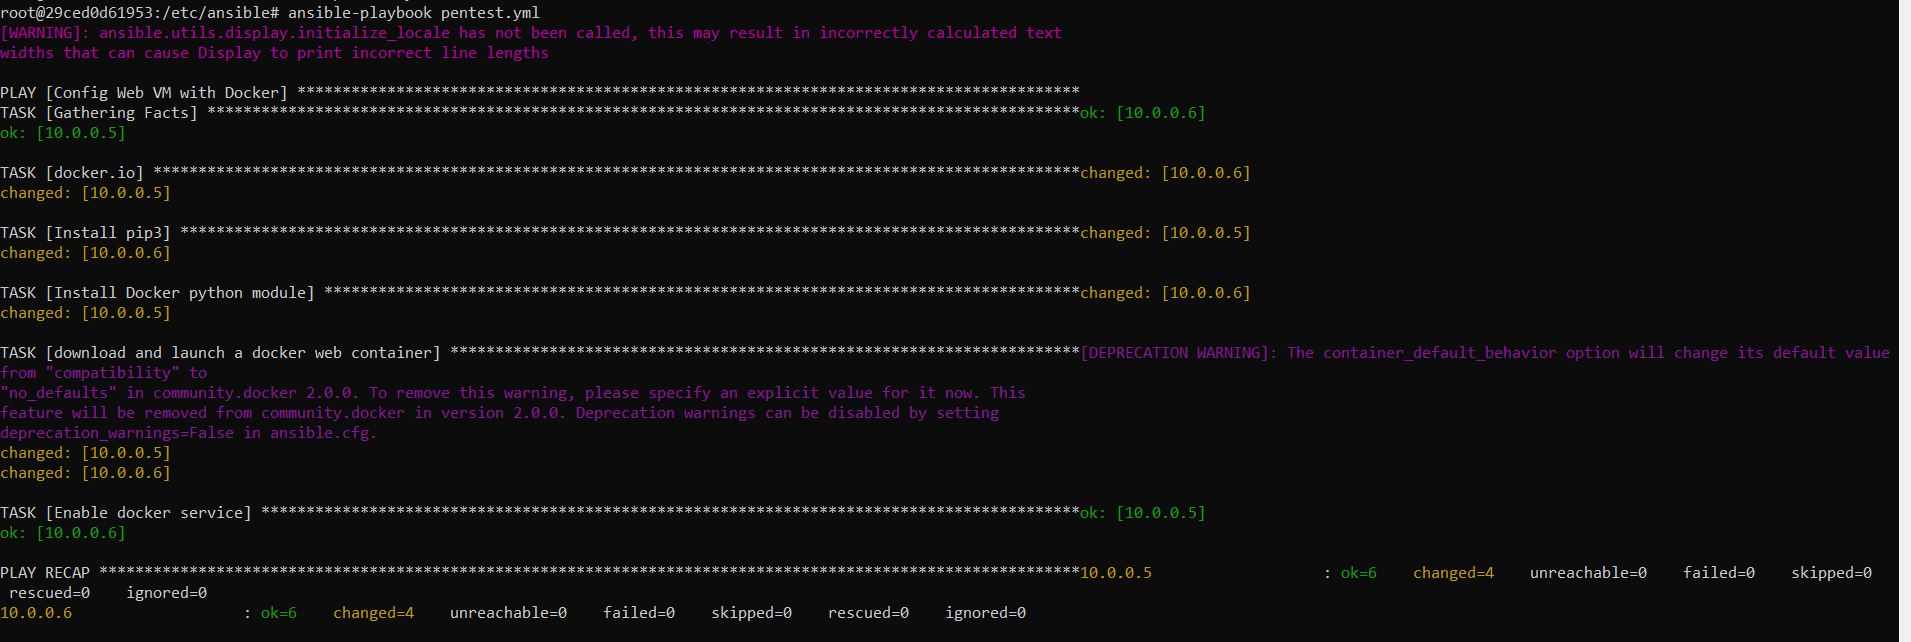 root@29ced0d61953:/etc/ansible# ansible-playbook pentest.yml
[WARNING]: ansible.utils.display.initialize_locale has not been called, this may result in incorrectly calculated text
widths that can cause Display to print incorrect line lengths
PLAY [Config Web VM with Docker] ***************************************************************************************
TASK [Gathering Facts] *************************************************************************************************ok: [10.0.0.6]
ok: [10.0.0.5]
TASK [docker.io] *******************************************************************************************************changed: [10.0.0.6]
changed: [10.0.0.5]
TASK [Install pip3] ****************************************************************************************************changed: [10.0.0.5]
changed: [10.0.0.6]
TASK [Install Docker python module] ************************************************************************************changed: [10.0.0.6]
changed: [10.0.0.5]
TASK [download and launch a docker web container] **********************************************************************[DEPRECATION WARNING]: The container_default_behavior option will change its default value
from "compatibility" to
"no_defaults" in community.docker 2.0.0. To remove this warning, please specify an explicit value for it now. This
feature will be removed from community.docker in version 2.0.0. Deprecation warnings can be disabled by setting
deprecation_warnings=False in ansible.cfg.
changed: [10.0.0.5]
changed: [10.0.0.6]
TASK [Enable docker service] *******************************************************************************************ok: [10.0.0.5]
ok: [10.0.0.6]
PLAY RECAP *************************************************************************************************************10.0.0.5                   : ok=6    changed=4    unreachable=0    failed=0    skipped=0
 rescued=0    ignored=0
10.0.0.6                   : ok=6    changed=4    unreachable=0    failed=0    skipped=0    rescued=0    ignored=0